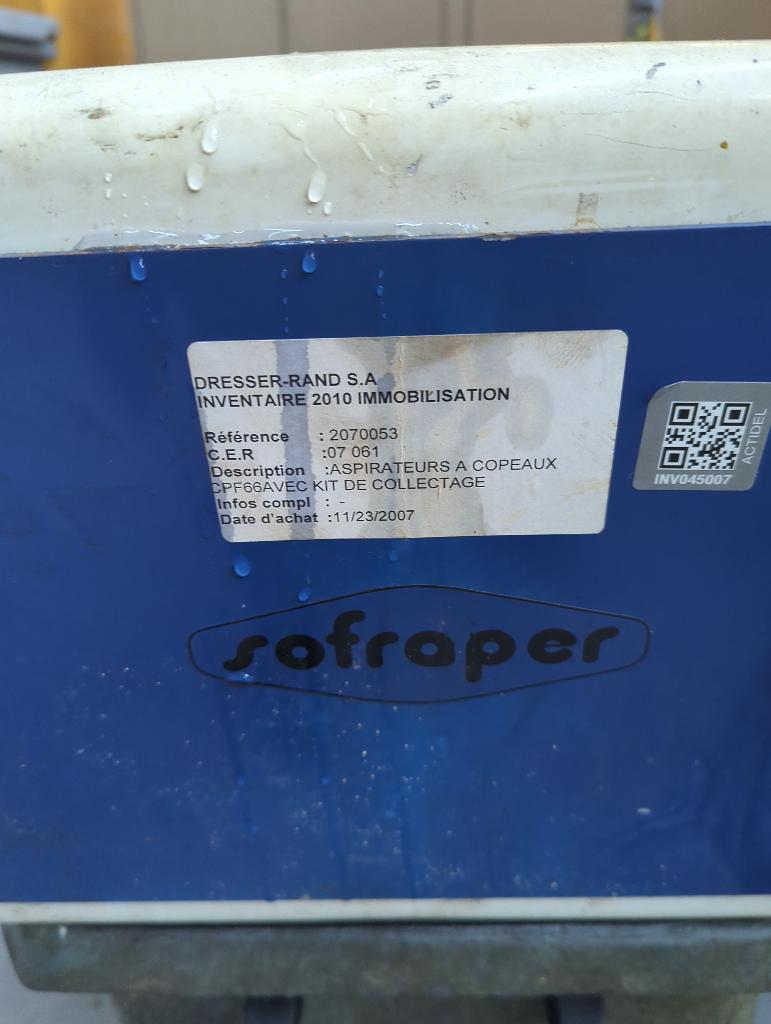 DRESSER-RAND S.A
INVENTAIRE 2010 IMMOBILISATION
Référence : 2070053
C.E.R :07 061
Description :ASPIRATEURS A COPEAUX
CPF66AVEC KIT DE COLLECTAGE
Infos compl : -
Date d'achat :11/23/2007
ACTIDEL
INV045007
sofraper